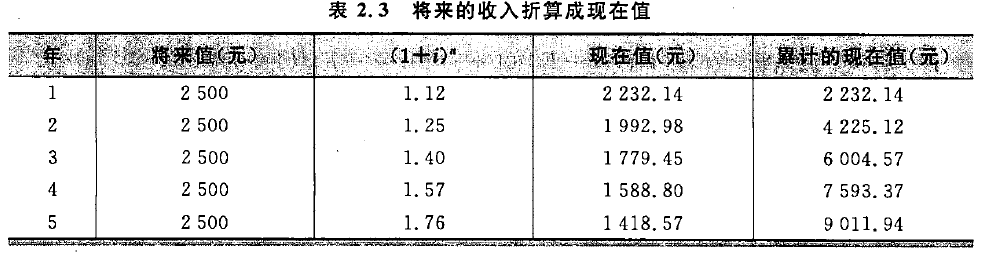 表 2.3 将来的收入折算成现在值
年 将来值(元) (1+i)ⁿ 现在值(元) 累计的现在值(元)
1 2 500 1.12 2 232.14 2 232.14
2 2 500 1.25 1 992.98 4 225.12
3 2 500 1.40 1 779.45 6 004.57
4 2 500 1.57 1 588.80 7 593.37
5 2 500 1.76 1 418.57 9 011.94